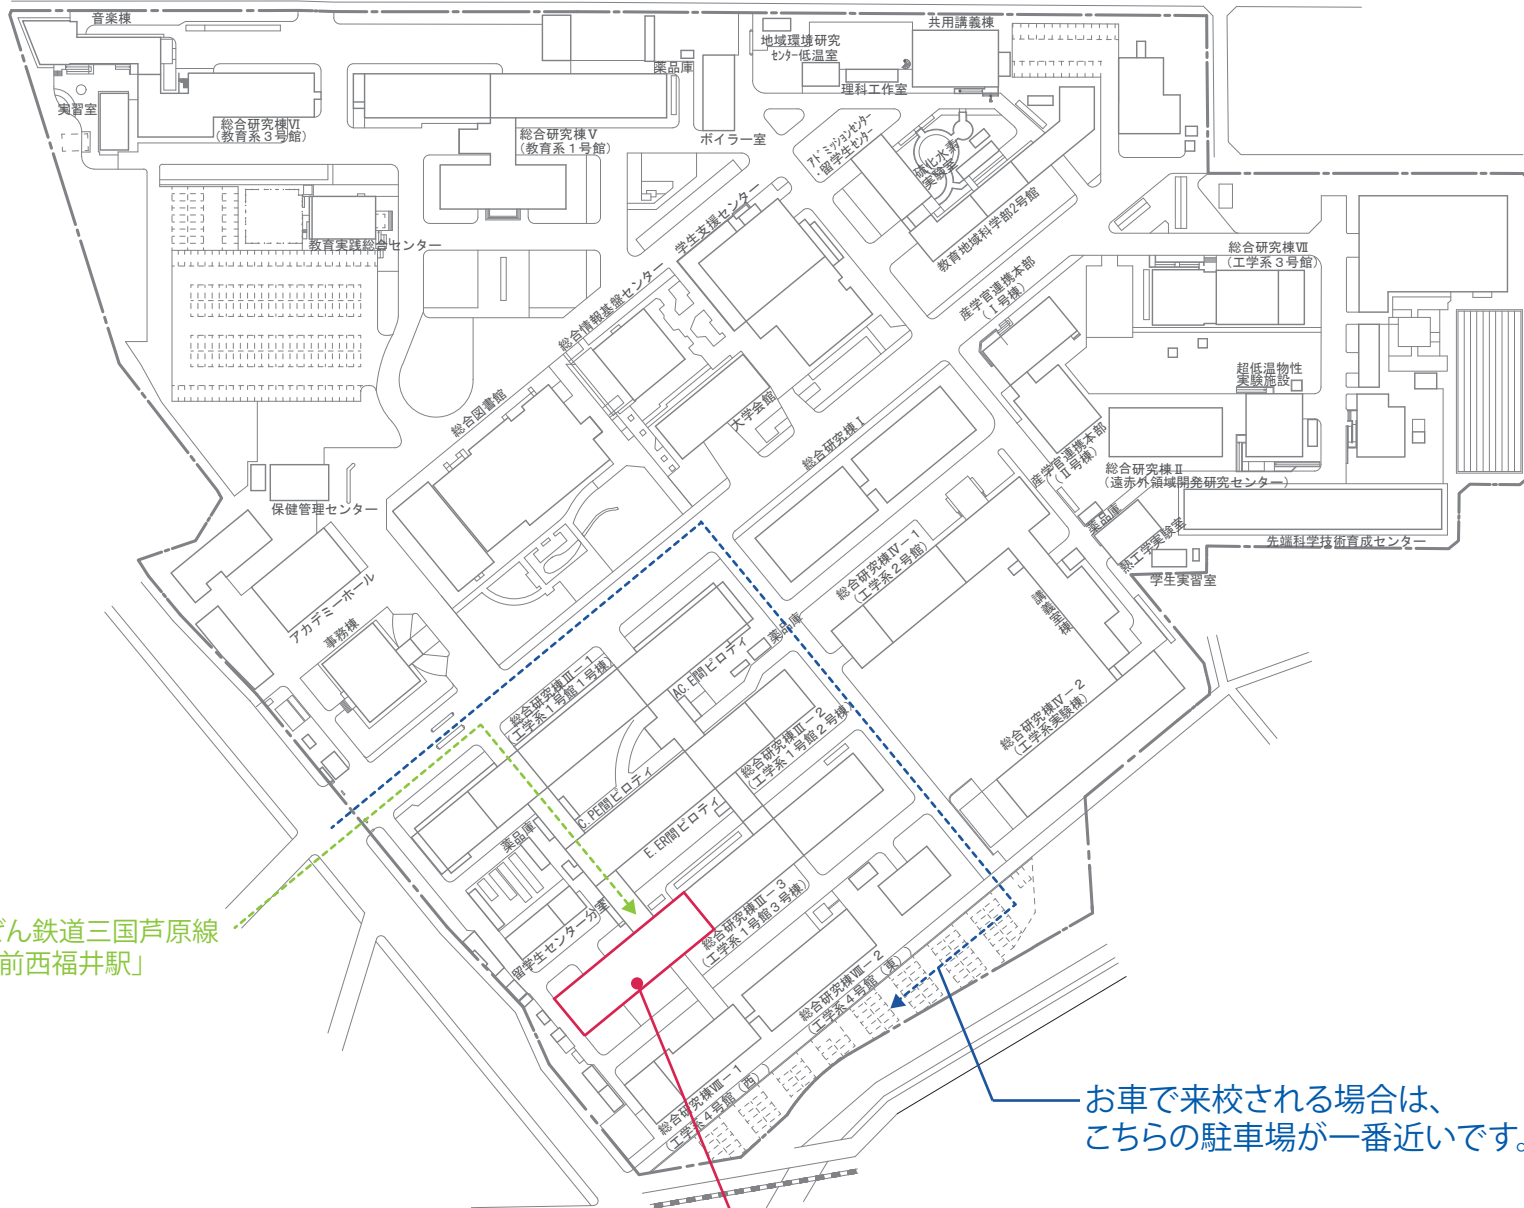 音楽棟
共用講義棟
地域環境研究
センター低温室
薬品庫
理科工作室
実習室
総合研究棟Ⅵ
(教育系3号館)
総合研究棟Ⅴ
(教育系1号館)
ボイラー室
アドミッションセンター
・留学生センター
硫化水素
実験室
教育地域科学部2号館
学生支援センター
教育実践総合センター
総合研究棟Ⅶ
(工学系3号館)
産学官連携本部
(Ⅰ号棟)
総合情報基盤センター
超低温物性
実験施設
総合図書館
大学会館
総合研究棟Ⅰ
産学官連携本部
(Ⅱ号棟)
総合研究棟Ⅱ
(遠赤外領域開発研究センター)
保健管理センター
薬品庫
熱工学実験室
先端科学技術育成センター
学生実習室
総合研究棟Ⅳ-1
(工学系2号館)
講義室棟
アカデミーホール
事務棟
薬品庫
AC.E間ピロティ
総合研究棟Ⅲ-1
(工学系1号館1号棟)
総合研究棟Ⅲ-2
(工学系1号館2号棟)
総合研究棟Ⅳ-2
(工学系実験棟)
C.PE間ピロティ
E.ER間ピロティ
薬品庫
留学生センター分室
総合研究棟Ⅲ-3
(工学系1号館3号棟)
ぜん鉄道三国芦原線
前西福井駅」
総合研究棟Ⅷ-2
(工学系4号館(東))
総合研究棟Ⅷ-1
(工学系4号館(西))
お車で来校される場合は、
こちらの駐車場が一番近いです。